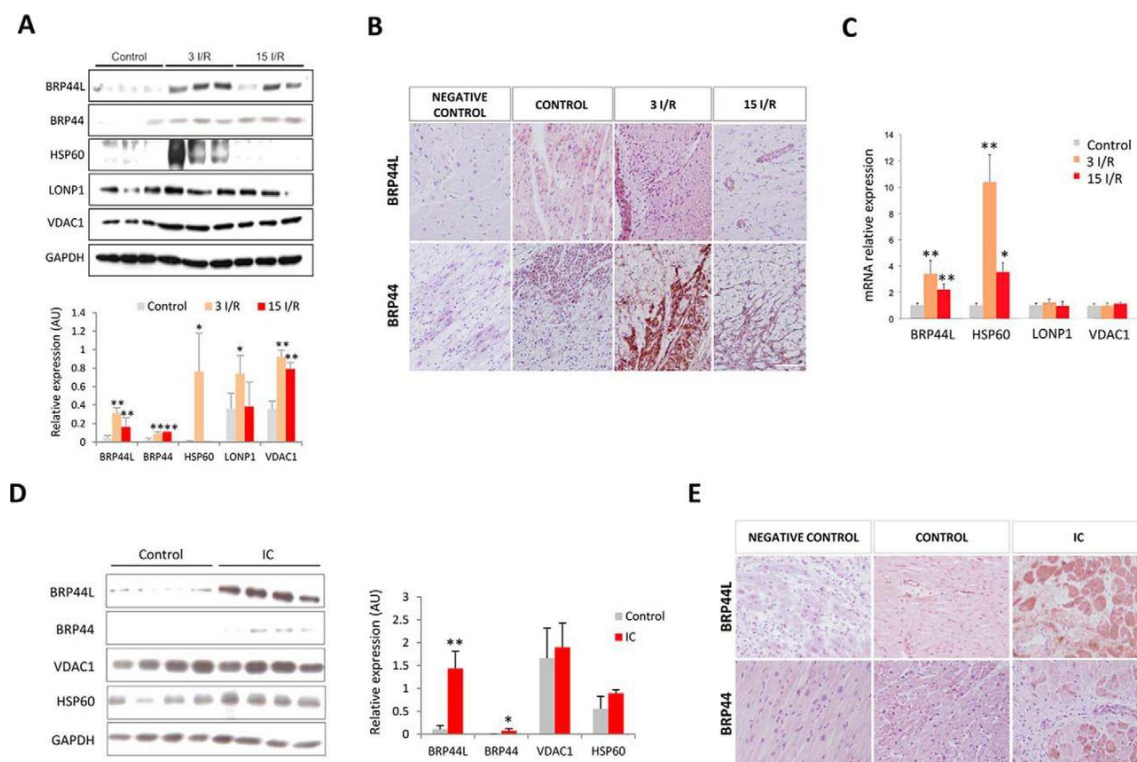 A
Control 3 I/R 15 I/R
BRP44L
BRP44
HSP60
LONP1
VDAC1
GAPDH
Control 3 I/R 15 I/R
Relative expression (AU)
1
0.8
0.6
0.4
0.2
0
** ** **** * * ** **
BRP44L BRP44 HSP60 LONP1 VDAC1
B
NEGATIVE CONTROL CONTROL 3 I/R 15 I/R
BRP44L
BRP44
C
Control
3 I/R
15 I/R
mRNA relative expression
14
12
10
8
6
4
2
0
** ** ** *
BRP44L HSP60 LONP1 VDAC1
D
Control IC
BRP44L
BRP44
VDAC1
HSP60
GAPDH
Relative expression (AU)
3
2.5
2
1.5
1
0.5
0
Control
IC
** *
BRP44L BRP44 VDAC1 HSP60
E
NEGATIVE CONTROL CONTROL IC
BRP44L
BRP44